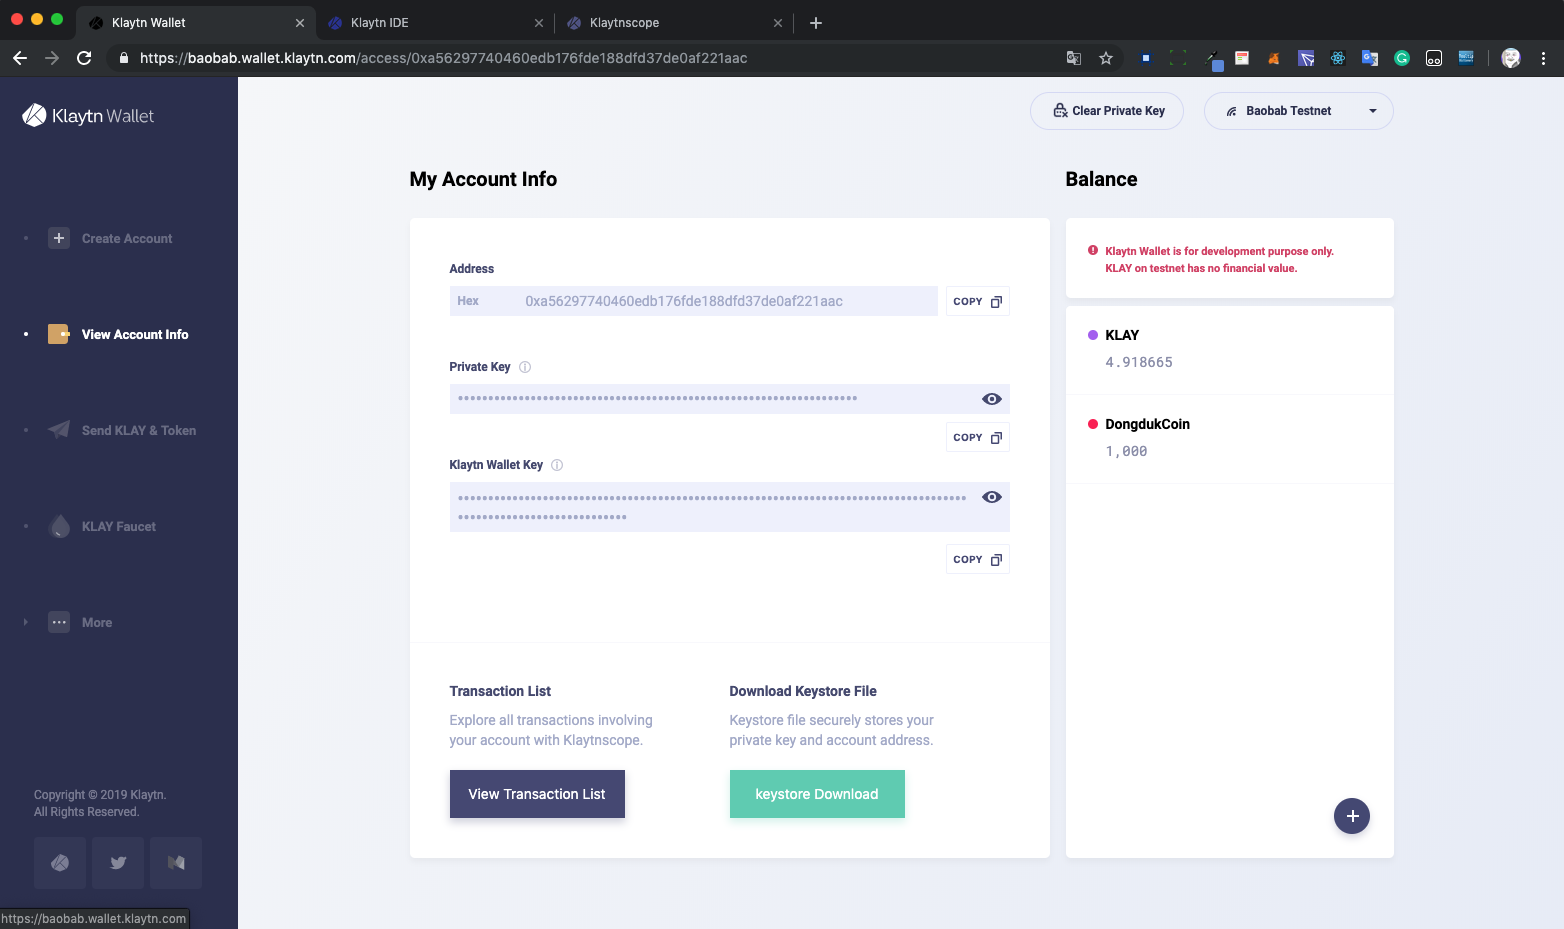 Klaytn Wallet
Klaytn IDE
Klaytnscope
https://baobab.wallet.klaytn.com/access/0xa56297740460edb176fde188dfd37de0af221aac
Klaytn Wallet
Clear Private Key
Baobab Testnet
Create Account
View Account Info
Send KLAY & Token
KLAY Faucet
More
My Account Info
Address
Hex 0xa56297740460edb176fde188dfd37de0af221aac
COPY
Private Key
COPY
Klaytn Wallet Key
COPY
Transaction List
Explore all transactions involving
your account with Klaytnscope.
View Transaction List
Download Keystore File
Keystore file securely stores your
private key and account address.
keystore Download
Balance
Klaytn Wallet is for development purpose only.
KLAY on testnet has no financial value.
KLAY
4.918665
DongdukCoin
1,000
Copyright © 2019 Klaytn.
All Rights Reserved.
https://baobab.wallet.klaytn.com